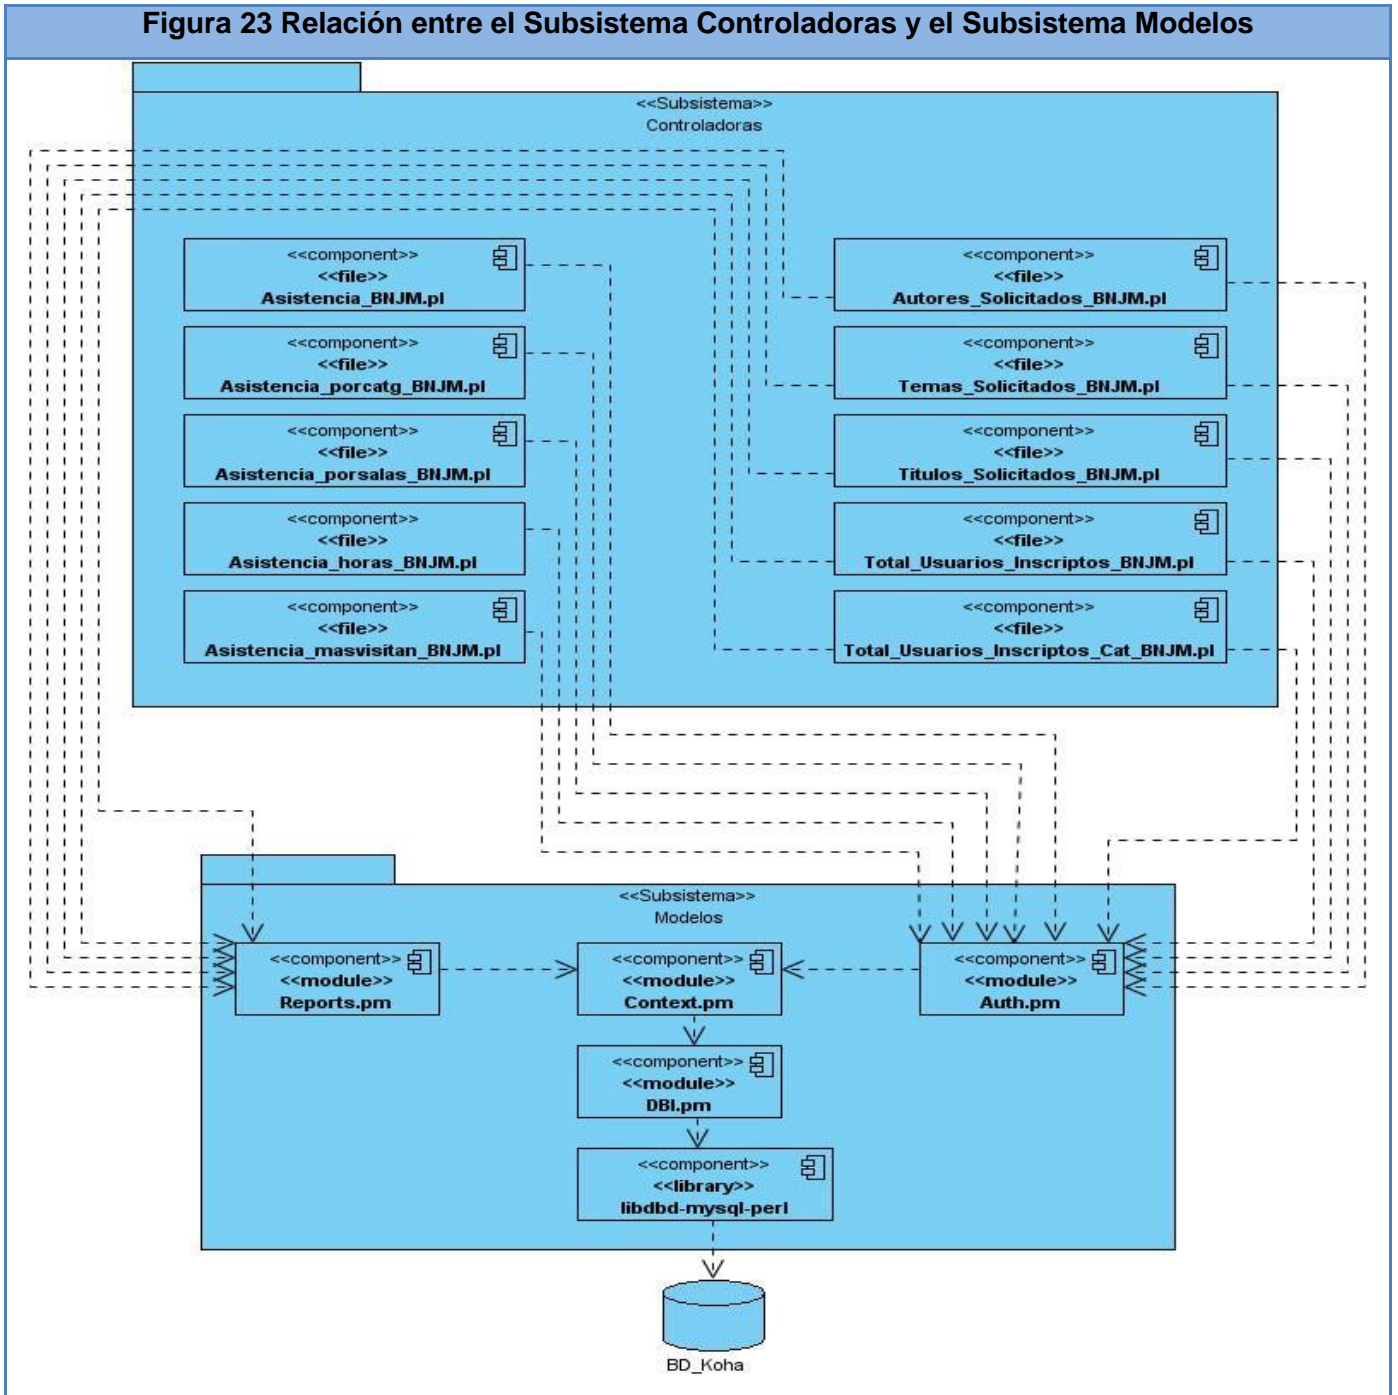 Figura 23 Relación entre el Subsistema Controladoras y el Subsistema Modelos
<<Subsistema>>
Controladoras
<<component>>
<<file>>
Asistencia_BNJM.pl
<<component>>
<<file>>
Asistencia_porcatg_BNJM.pl
<<component>>
<<file>>
Asistencia_porsalas_BNJM.pl
<<component>>
<<file>>
Asistencia_horas_BNJM.pl
<<component>>
<<file>>
Asistencia_masvisitan_BNJM.pl
<<component>>
<<file>>
Autores_Solicitados_BNJM.pl
<<component>>
<<file>>
Temas_Solicitados_BNJM.pl
<<component>>
<<file>>
Titulos_Solicitados_BNJM.pl
<<component>>
<<file>>
Total_Usuarios_Inscriptos_BNJM.pl
<<component>>
<<file>>
Total_Usuarios_Inscriptos_Cat_BNJM.pl
<<Subsistema>>
Modelos
<<component>>
<<module>>
Reports.pm
<<component>>
<<module>>
Context.pm
<<component>>
<<module>>
Auth.pm
<<component>>
<<module>>
DBI.pm
<<component>>
<<library>>
libdbd-mysql-perl
BD_Koha